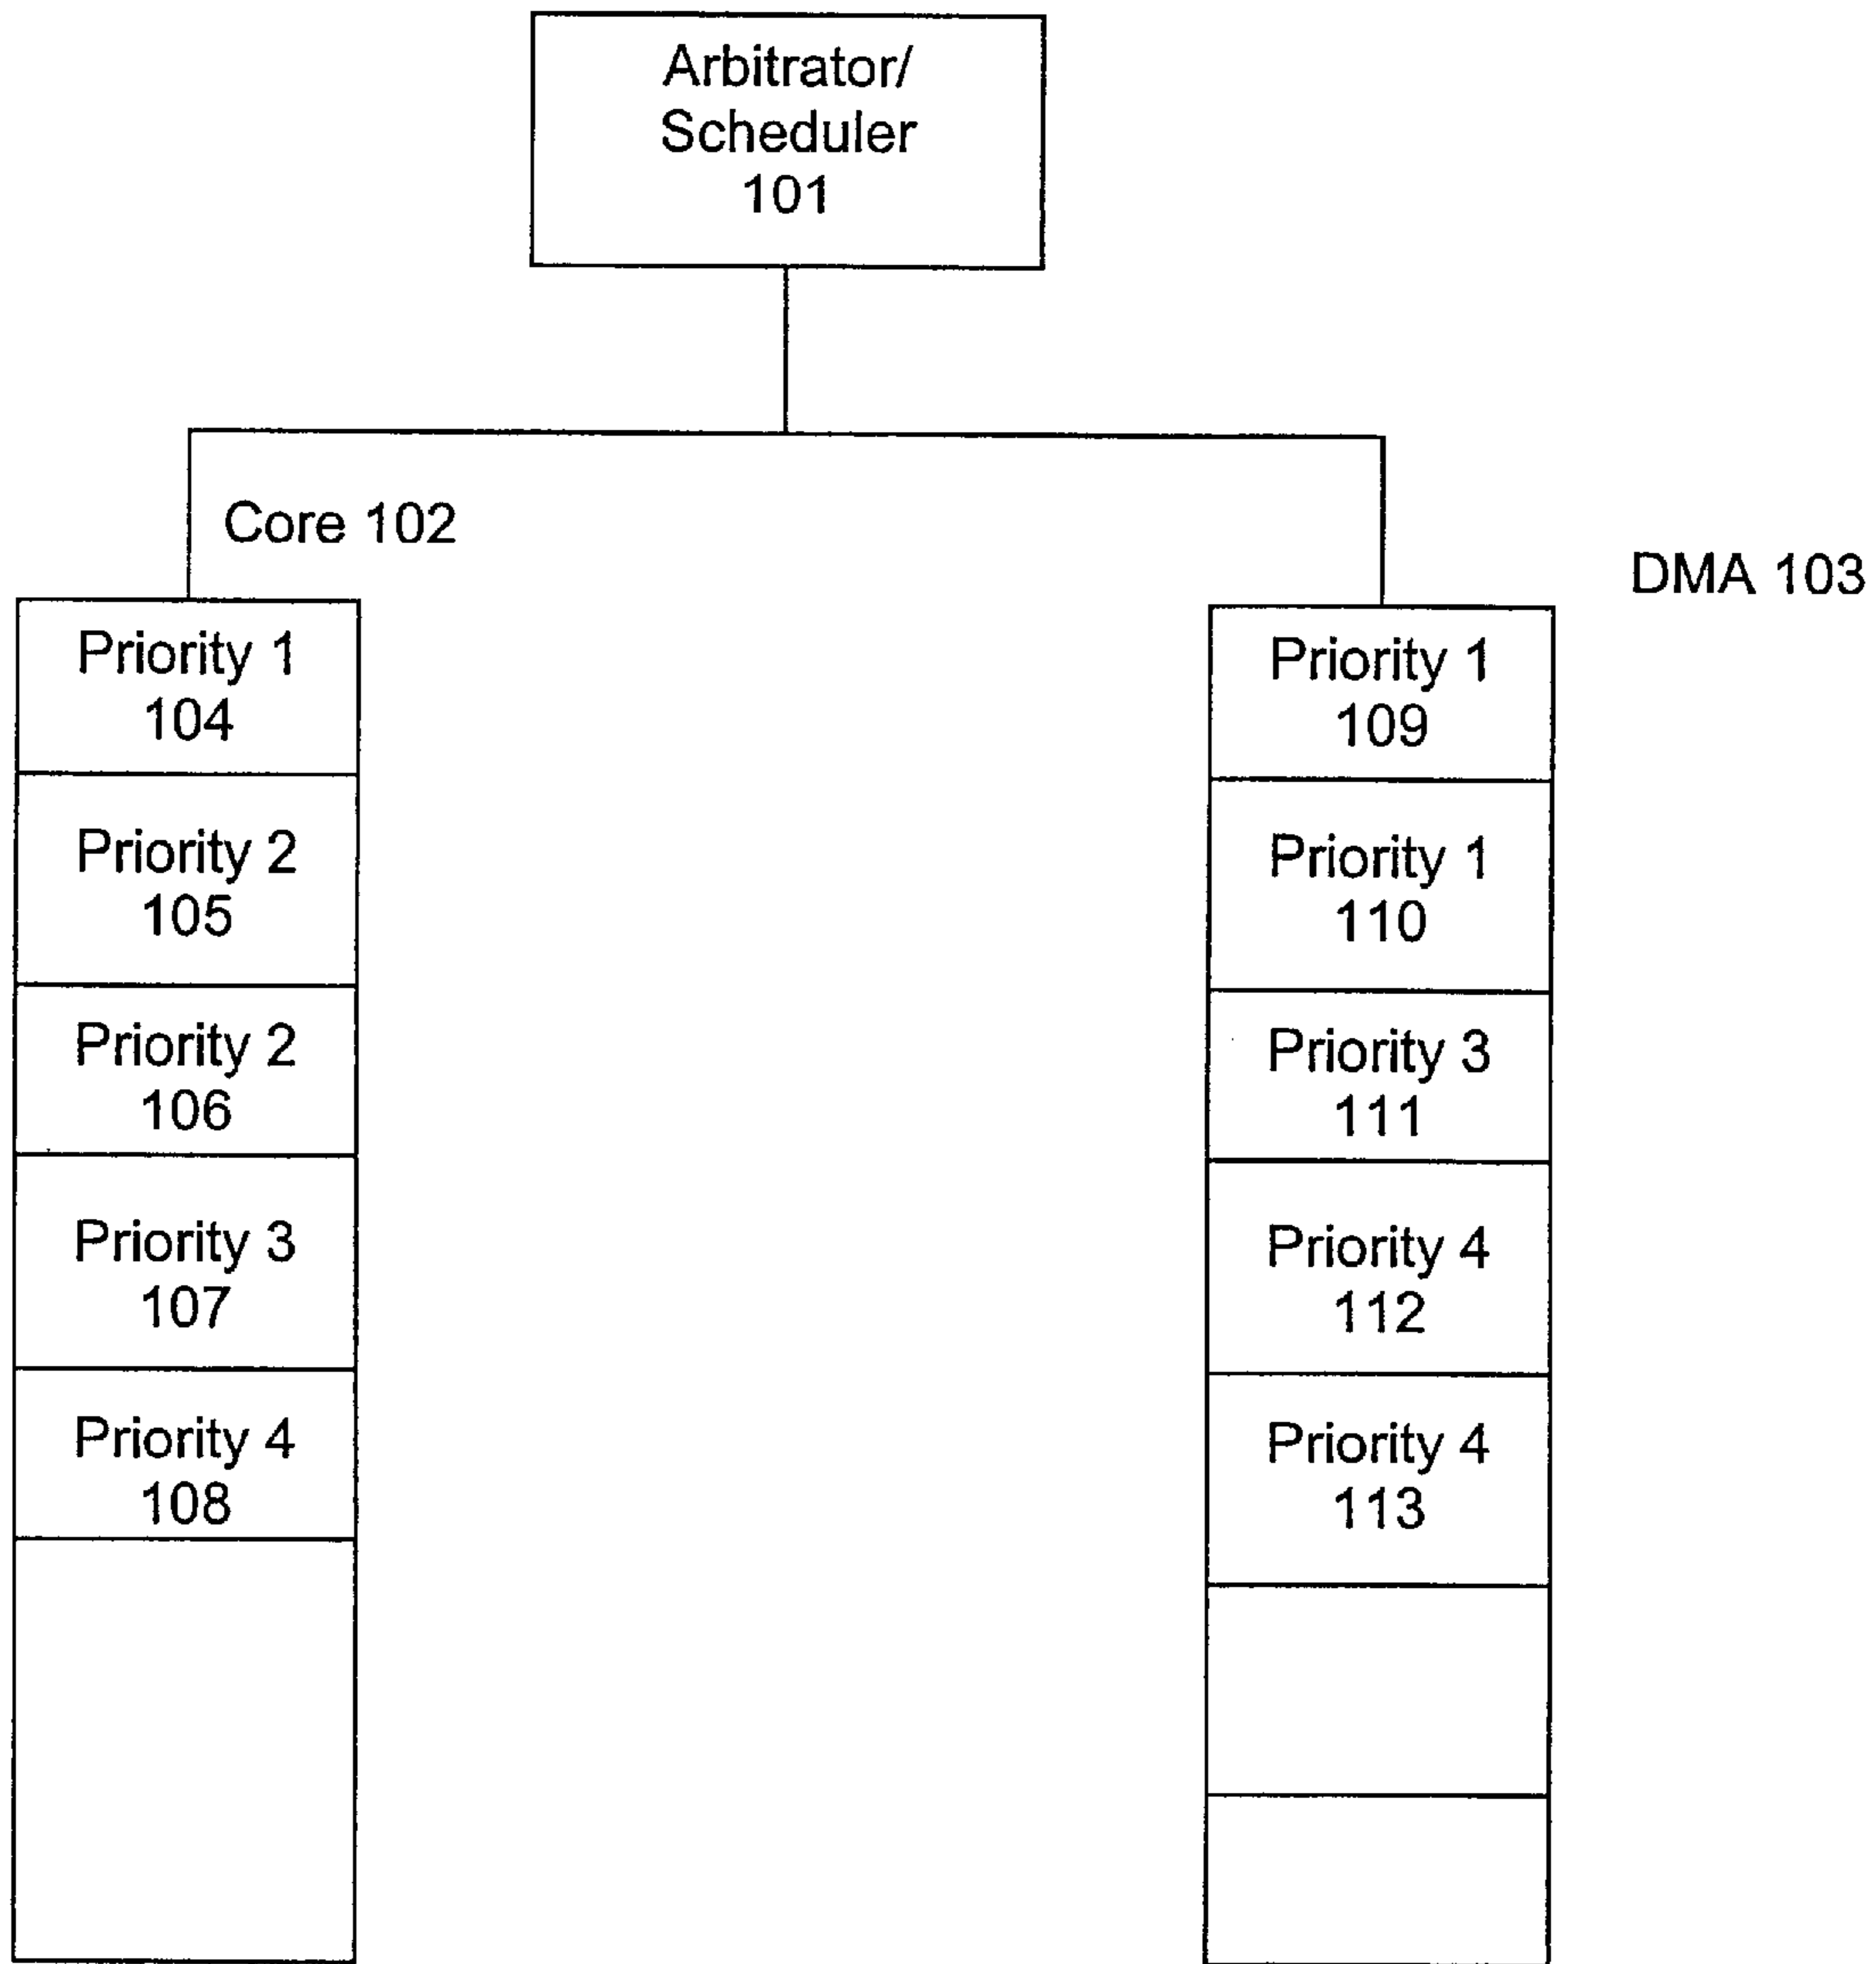 Arbitrator/
Scheduler
101
Core 102
DMA 103
Priority 1
104
Priority 2
105
Priority 2
106
Priority 3
107
Priority 4
108
Priority 1
109
Priority 1
110
Priority 3
111
Priority 4
112
Priority 4
113